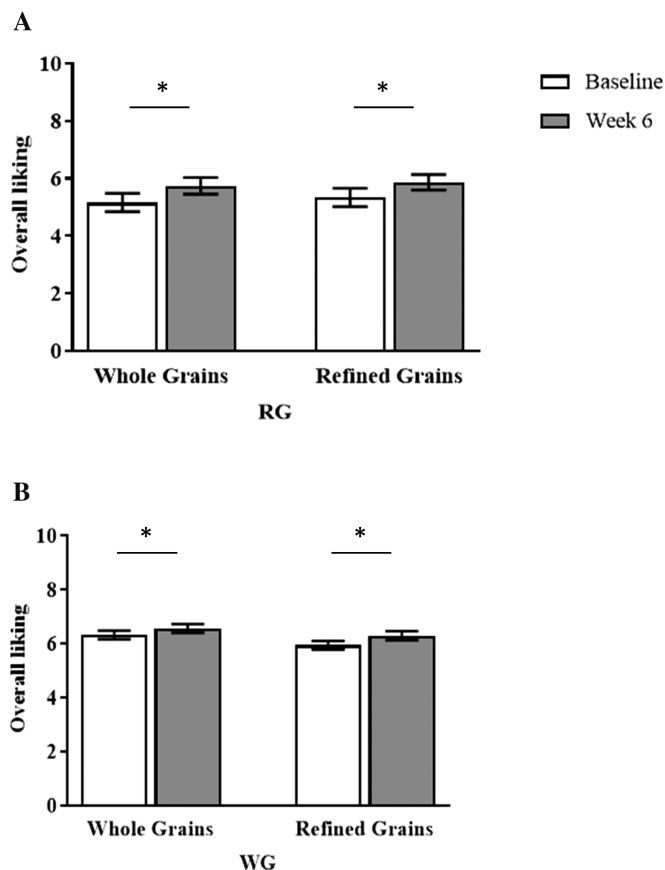 A
10
8
6
4
2
0
Overall liking
*
*
Baseline
Week 6
Whole Grains
Refined Grains
RG
B
10
8
6
4
2
0
Overall liking
*
*
Whole Grains
Refined Grains
WG